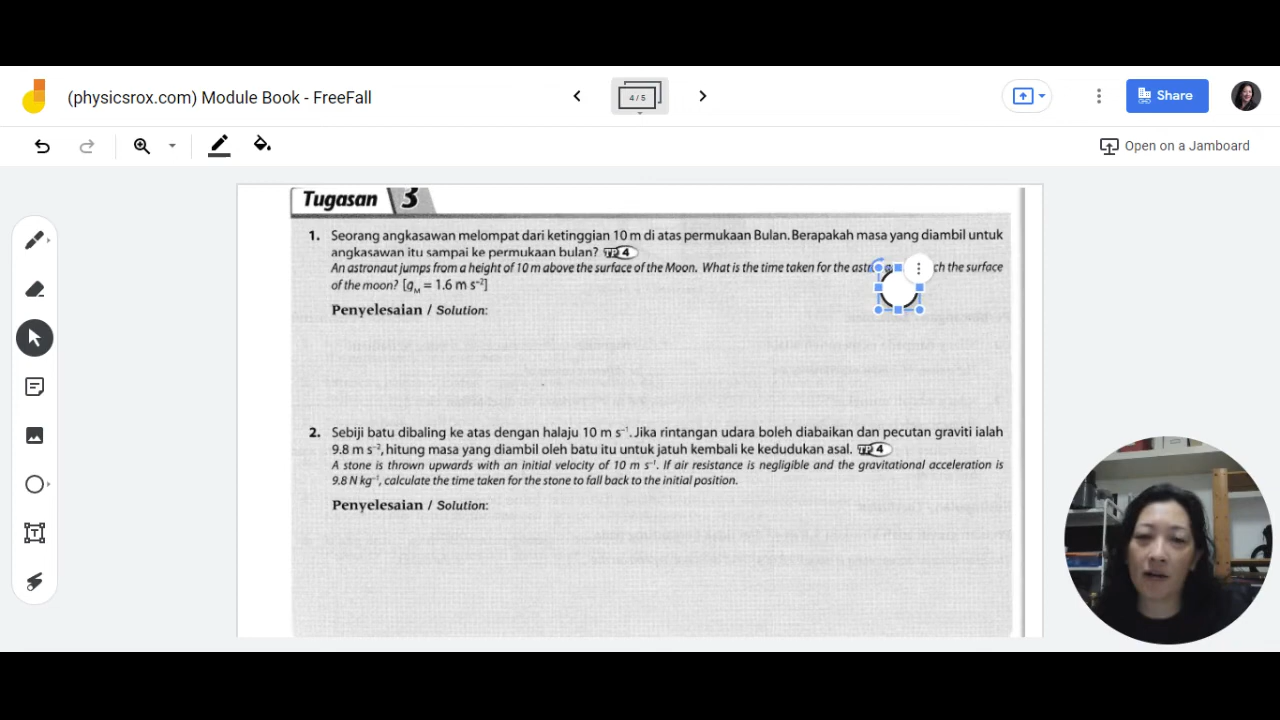 (physicsrox.com) Module Book - FreeFall
4 / 5
Share
Open on a Jamboard
Tugasan 3
1. Seorang angkasawan melompat dari ketinggian 10 m di atas permukaan Bulan. Berapakah masa yang diambil untuk
angkasawan itu sampai ke permukaan bulan? TP 4
An astronaut jumps from a height of 10 m above the surface of the Moon. What is the time taken for the ch the surface
of the moon? [gM = 1.6 m s⁻²]
Penyelesaian / Solution:
2. Sebiji batu dibaling ke atas dengan halaju 10 m s⁻¹. Jika rintangan udara boleh diabaikan dan pecutan graviti ialah
9.8 m s⁻², hitung masa yang diambil oleh batu itu untuk jatuh kembali ke kedudukan asal. TP 4
A stone is thrown upwards with an initial velocity of 10 m s⁻¹. If air resistance is negligible and the gravitational acceleration is
9.8 N kg⁻¹, calculate the time taken for the stone to fall back to the initial position.
Penyelesaian / Solution: